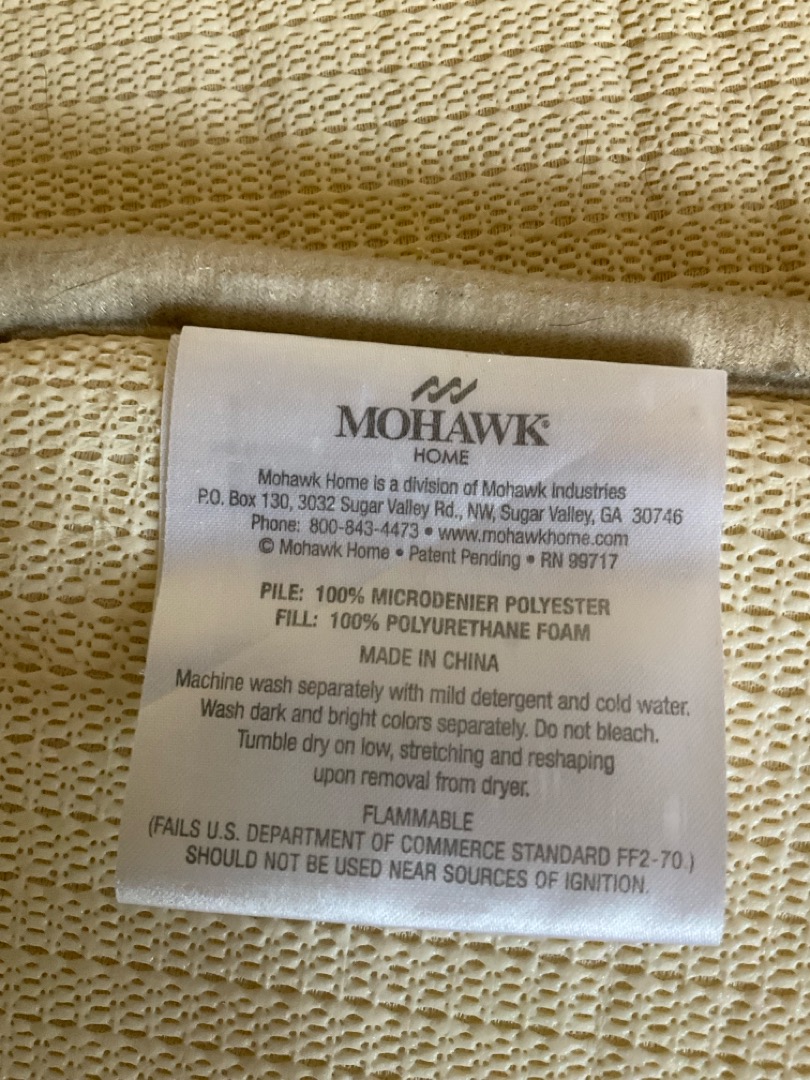 MOHAWK®
HOME
Mohawk Home is a division of Mohawk Industries
P.O. Box 130, 3032 Sugar Valley Rd., NW, Sugar Valley, GA 30746
Phone: 800-843-4473 • www.mohawkhome.com
© Mohawk Home • Patent Pending • RN 99717
PILE: 100% MICRODENIER POLYESTER
FILL: 100% POLYURETHANE FOAM
MADE IN CHINA
Machine wash separately with mild detergent and cold water.
Wash dark and bright colors separately. Do not bleach.
Tumble dry on low, stretching and reshaping
upon removal from dryer.
FLAMMABLE
(FAILS U.S. DEPARTMENT OF COMMERCE STANDARD FF2-70.)
SHOULD NOT BE USED NEAR SOURCES OF IGNITION.